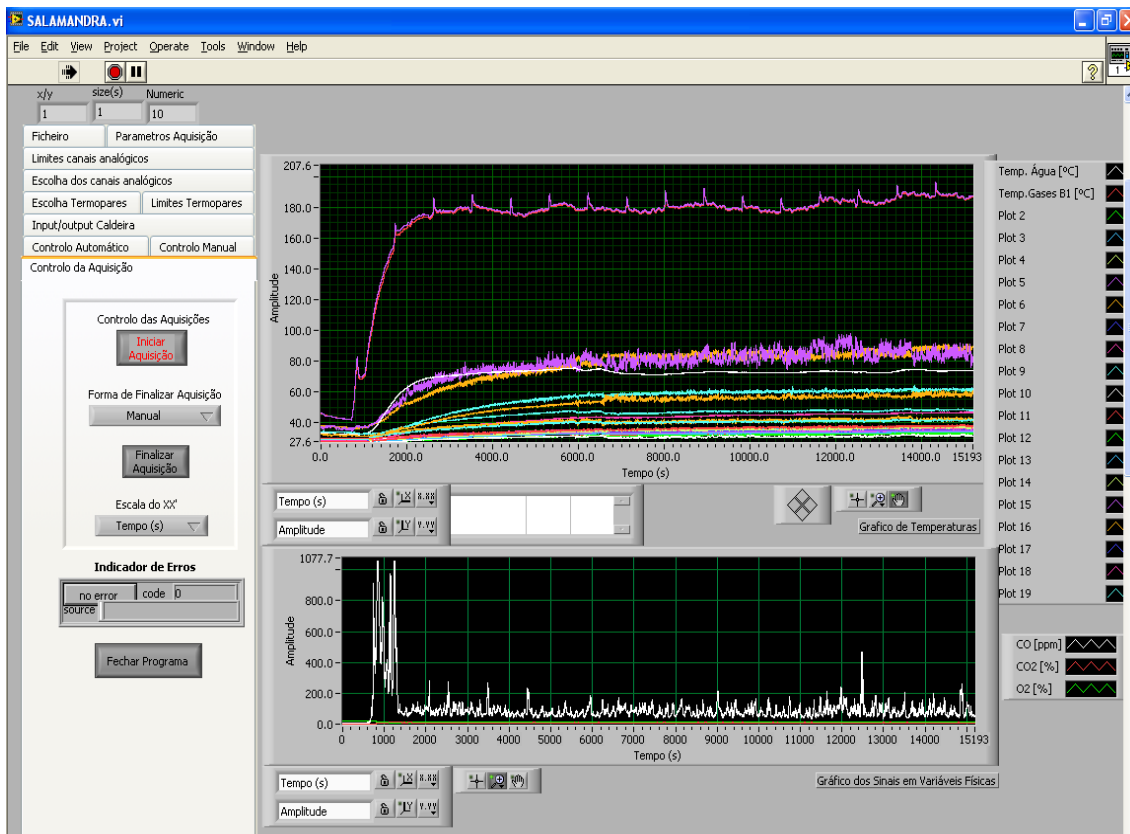 SALAMANDRA.vi
File Edit View Project Operate Tools Window Help
x/y size(s) Numeric
1 1 10
Ficheiro Parametros Aquisição
Limites canais analógicos
Escolha dos canais analógicos
Escolha Termopares Limites Termopares
Input/output Caldeira
Controlo Automático Controlo Manual
Controlo da Aquisição
Controlo das Aquisições
Iniciar
Aquisição
Forma de Finalizar Aquisição
Manual
Finalizar
Aquisição
Escala do XX'
Tempo (s)
Indicador de Erros
no error code 0
source
Fechar Programa
Amplitude
207.6
180.0
160.0
140.0
120.0
100.0
80.0
60.0
40.0
27.6
0.0 2000.0 4000.0 6000.0 8000.0 10000.0 12000.0 14000.0 15193
Tempo (s)
Temp. Água [ºC]
Temp.Gases B1 [ºC]
Plot 2
Plot 3
Plot 4
Plot 5
Plot 6
Plot 7
Plot 8
Plot 9
Plot 10
Plot 11
Plot 12
Plot 13
Plot 14
Plot 15
Plot 16
Plot 17
Plot 18
Plot 19
Tempo (s)
Amplitude
Grafico de Temperaturas
Amplitude
1077.7
800.0
600.0
400.0
200.0
0.0
0 1000 2000 3000 4000 5000 6000 7000 8000 9000 10000 11000 12000 13000 14000 15193
Tempo (s)
CO [ppm]
CO2 [%]
O2 [%]
Tempo (s)
Amplitude
Gráfico dos Sinais em Variáveis Físicas